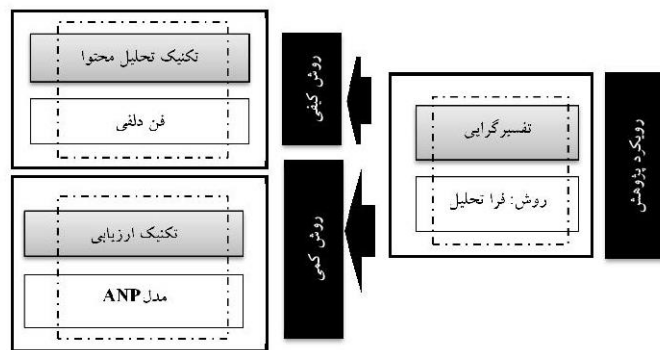 رویکرد پژوهش
تفسیرگرایی
روش: فرا تحلیل
روش کیفی
تکنیک تحلیل محتوا
فن دلفی
روش کمی
تکنیک ارزیابی
مدل ANP